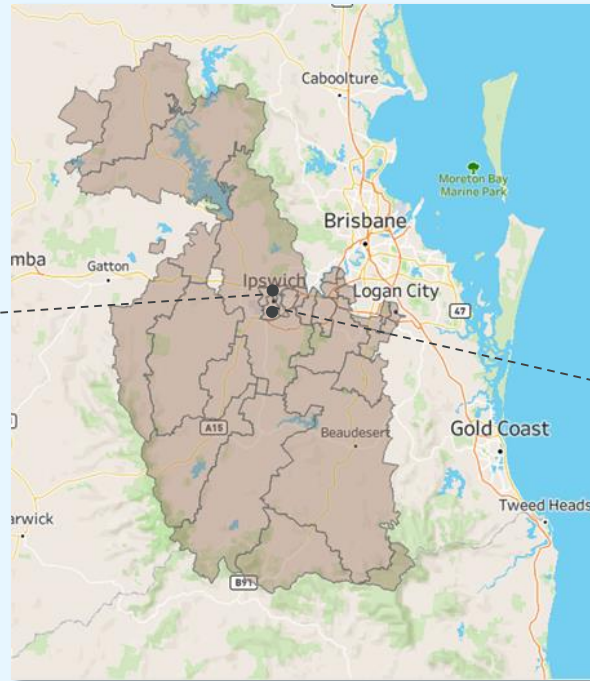 Caboolture
Moreton Bay
Marine Park
Brisbane
mba
Gatton
Ipswich
Logan City
47
A15
Beaudesert
Gold Coast
Tweed Heads
arwick
B91